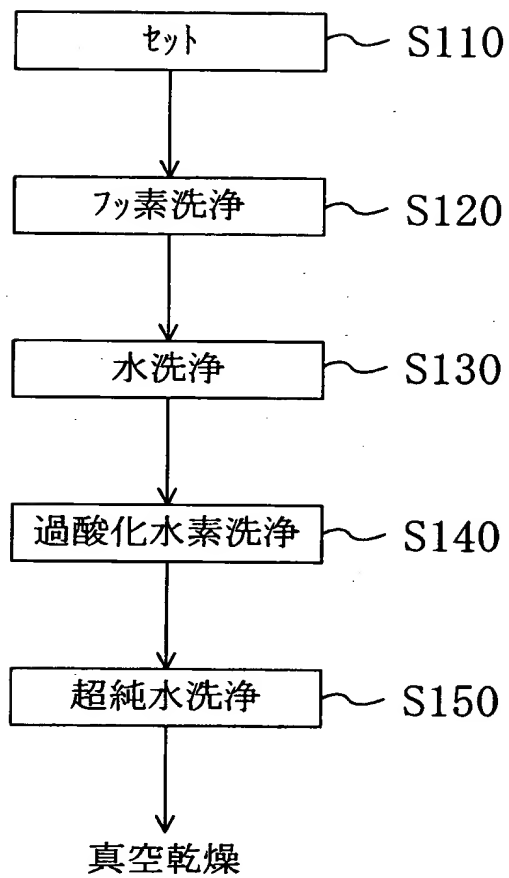 セット S110
フッ素洗浄 S120
水洗浄 S130
過酸化水素洗浄 S140
超純水洗浄 S150
真空乾燥